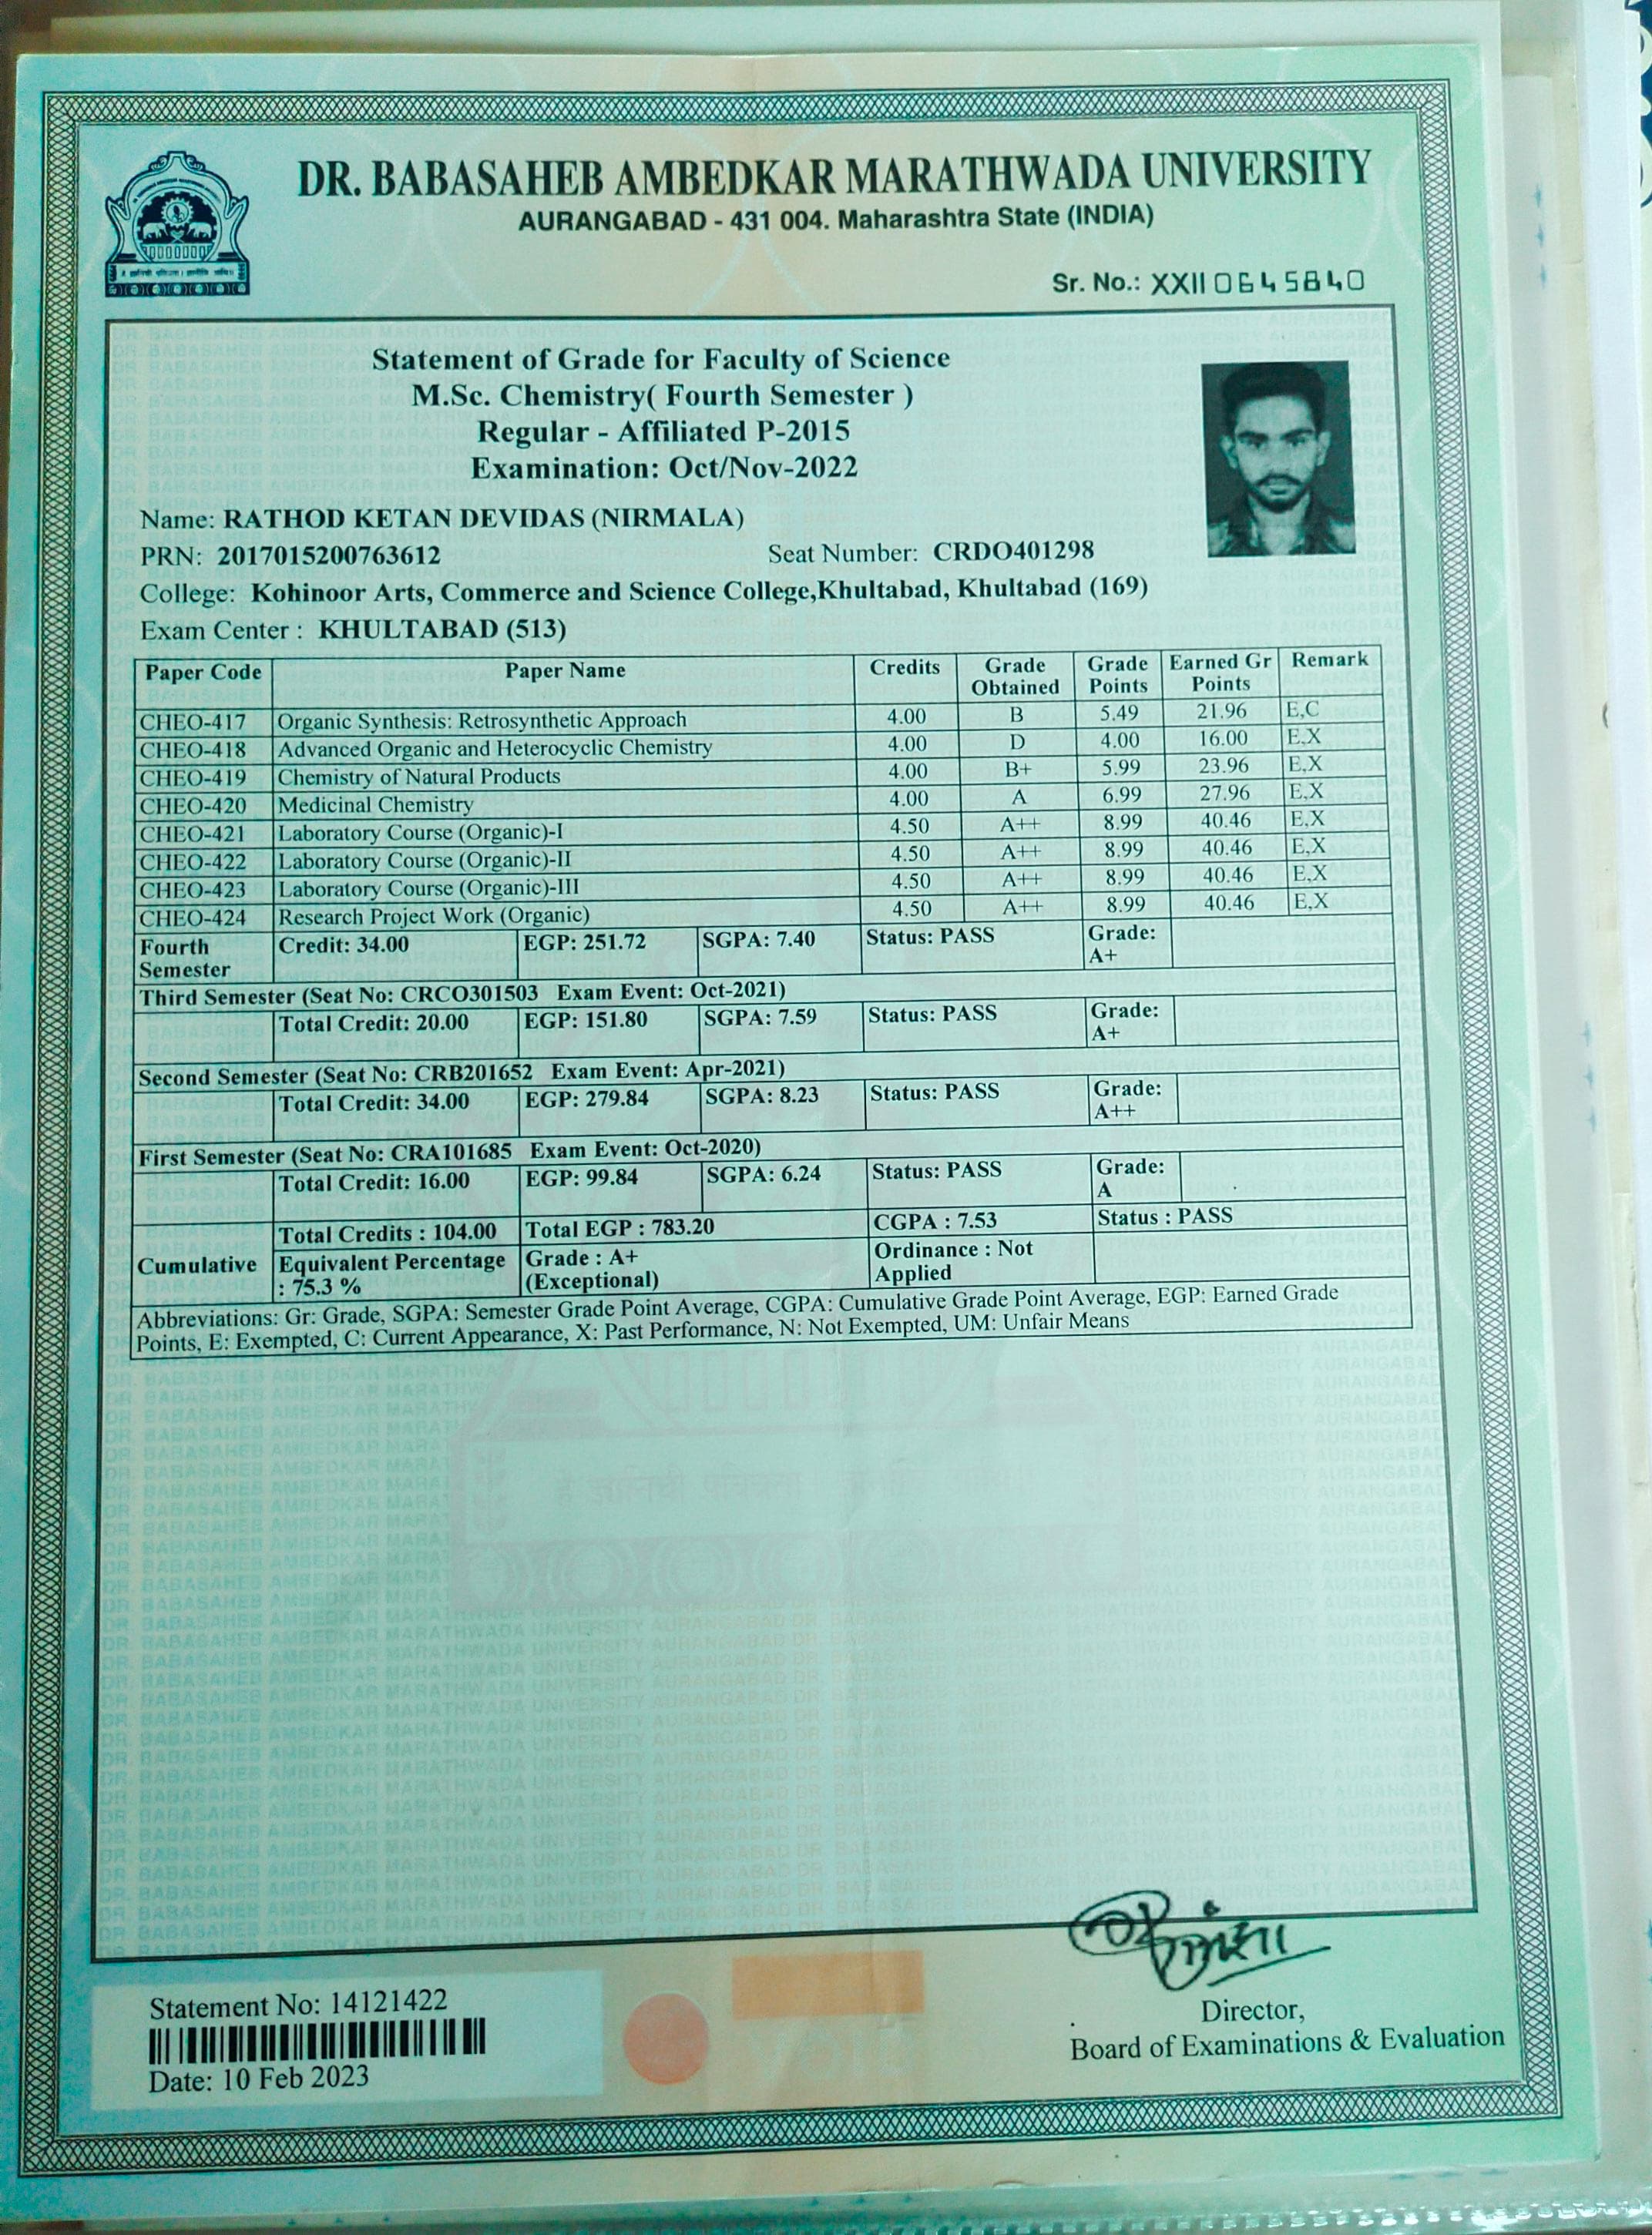 DR. BABASAHEB AMBEDKAR MARATHWADA UNIVERSITY
AURANGABAD - 431 004. Maharashtra State (INDIA)
Sr. No.: XXII 0645840
Statement of Grade for Faculty of Science
M.Sc. Chemistry( Fourth Semester )
Regular - Affiliated P-2015
Examination: Oct/Nov-2022
Name: RATHOD KETAN DEVIDAS (NIRMALA)
PRN: 2017015200763612 Seat Number: CRDO401298
College: Kohinoor Arts, Commerce and Science College,Khultabad, Khultabad (169)
Exam Center : KHULTABAD (513)
Paper Code Paper Name Credits Grade Obtained Grade Points Earned Gr Points Remark
CHEO-417 Organic Synthesis: Retrosynthetic Approach 4.00 B 5.49 21.96 E,C
CHEO-418 Advanced Organic and Heterocyclic Chemistry 4.00 D 4.00 16.00 E,X
CHEO-419 Chemistry of Natural Products 4.00 B+ 5.99 23.96 E,X
CHEO-420 Medicinal Chemistry 4.00 A 6.99 27.96 E,X
CHEO-421 Laboratory Course (Organic)-I 4.50 A++ 8.99 40.46 E,X
CHEO-422 Laboratory Course (Organic)-II 4.50 A++ 8.99 40.46 E,X
CHEO-423 Laboratory Course (Organic)-III 4.50 A++ 8.99 40.46 E,X
CHEO-424 Research Project Work (Organic) 4.50 A++ 8.99 40.46 E,X
Fourth Semester Credit: 34.00 EGP: 251.72 SGPA: 7.40 Status: PASS Grade: A+
Third Semester (Seat No: CRCO301503 Exam Event: Oct-2021)
Total Credit: 20.00 EGP: 151.80 SGPA: 7.59 Status: PASS Grade: A+
Second Semester (Seat No: CRB201652 Exam Event: Apr-2021)
Total Credit: 34.00 EGP: 279.84 SGPA: 8.23 Status: PASS Grade: A++
First Semester (Seat No: CRA101685 Exam Event: Oct-2020)
Total Credit: 16.00 EGP: 99.84 SGPA: 6.24 Status: PASS Grade: A
Cumulative Total Credits : 104.00 Total EGP : 783.20 CGPA : 7.53 Status : PASS
Equivalent Percentage : 75.3 % Grade : A+ (Exceptional) Ordinance : Not Applied
Abbreviations: Gr: Grade, SGPA: Semester Grade Point Average, CGPA: Cumulative Grade Point Average, EGP: Earned Grade
Points, E: Exempted, C: Current Appearance, X: Past Performance, N: Not Exempted, UM: Unfair Means
Statement No: 14121422
Date: 10 Feb 2023
Director,
Board of Examinations & Evaluation